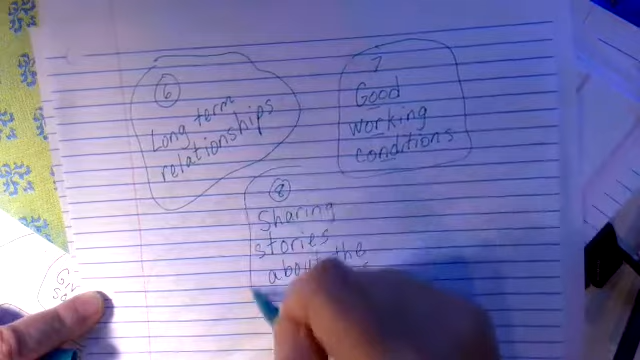 6
Long term
relationships
7
Good
working
conditions
8
Sharing
stories
about the